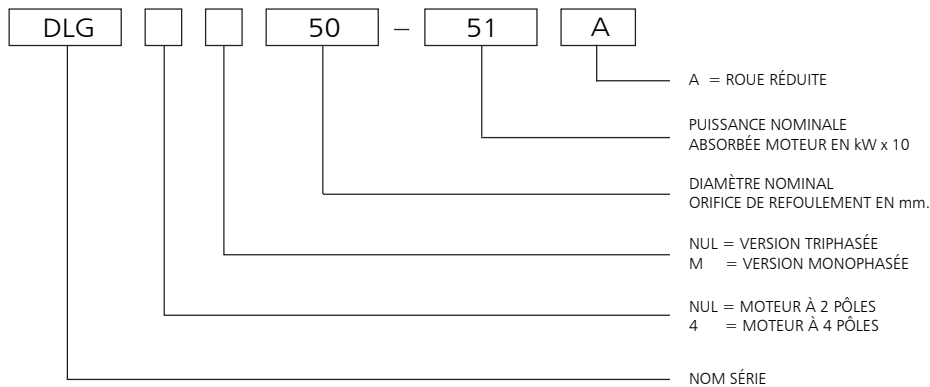 DLG 50 – 51 A
A = ROUE RÉDUITE
PUISSANCE NOMINALE
ABSORBÉE MOTEUR EN kW x 10
DIAMÈTRE NOMINAL
ORIFICE DE REFOULEMENT EN mm.
NUL = VERSION TRIPHASÉE
M = VERSION MONOPHASÉE
NUL = MOTEUR À 2 PÔLES
4 = MOTEUR À 4 PÔLES
NOM SÉRIE